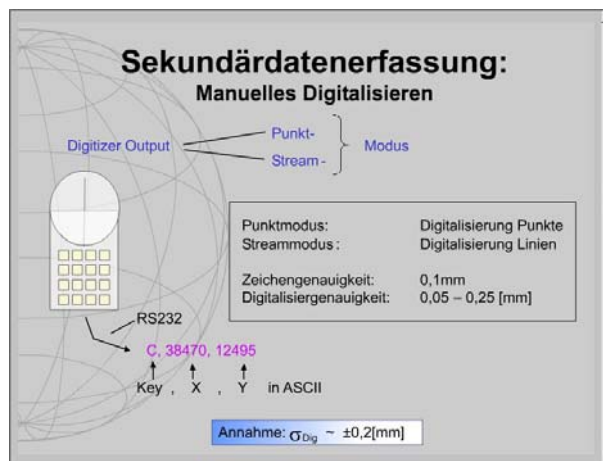 Sekundärdatenerfassung:
Manuelles Digitalisieren
Digitizer Output
Punkt-
Stream -
Modus
Punktmodus: Digitalisierung Punkte
Streammodus : Digitalisierung Linien
Zeichengenauigkeit: 0,1mm
Digitalisiergenauigkeit: 0,05 – 0,25 [mm]
RS232
C, 38470, 12495
Key , X , Y in ASCII
Annahme: σDig ~ ±0,2[mm]